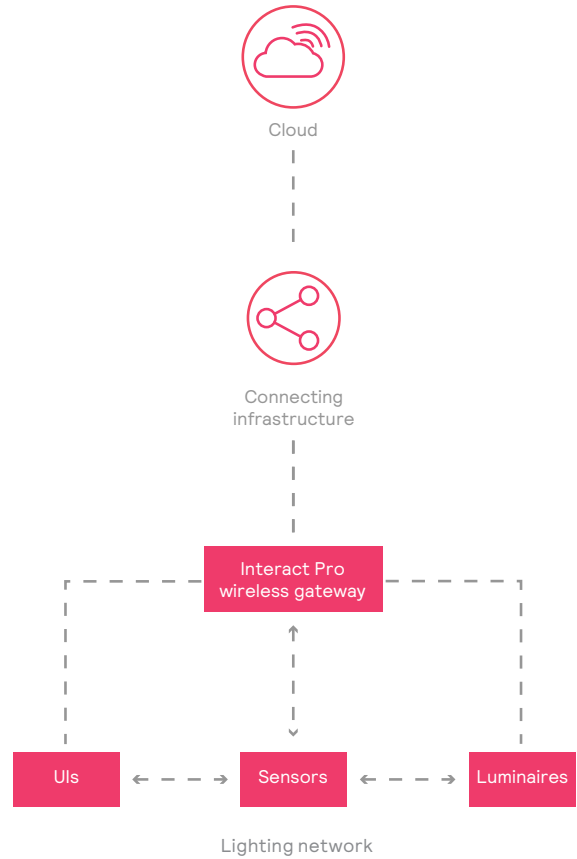 Cloud
Connecting
infrastructure
Interact Pro
wireless gateway
UIs
Sensors
Luminaires
Lighting network